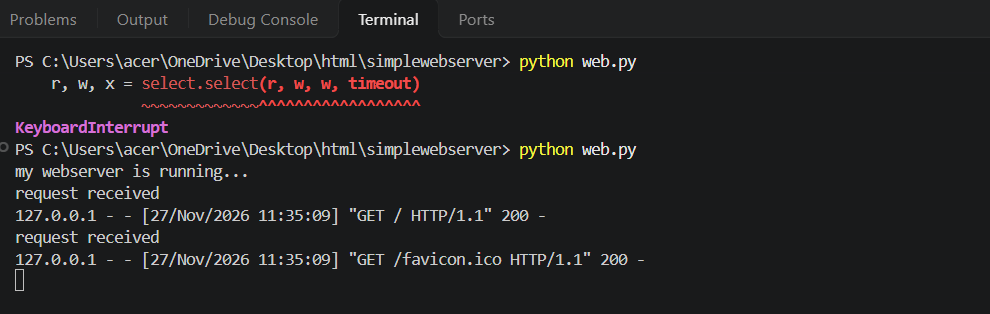 Problems Output Debug Console Terminal Ports
PS C:\Users\acer\OneDrive\Desktop\html\simplewebserver> python web.py
r, w, x = select.select(r, w, w, timeout)
~~~~~~~~~~~~~^^^^^^^^^^^^^^^^^^
KeyboardInterrupt
PS C:\Users\acer\OneDrive\Desktop\html\simplewebserver> python web.py
my webserver is running...
request received
127.0.0.1 - - [27/Nov/2026 11:35:09] "GET / HTTP/1.1" 200 -
request received
127.0.0.1 - - [27/Nov/2026 11:35:09] "GET /favicon.ico HTTP/1.1" 200 -